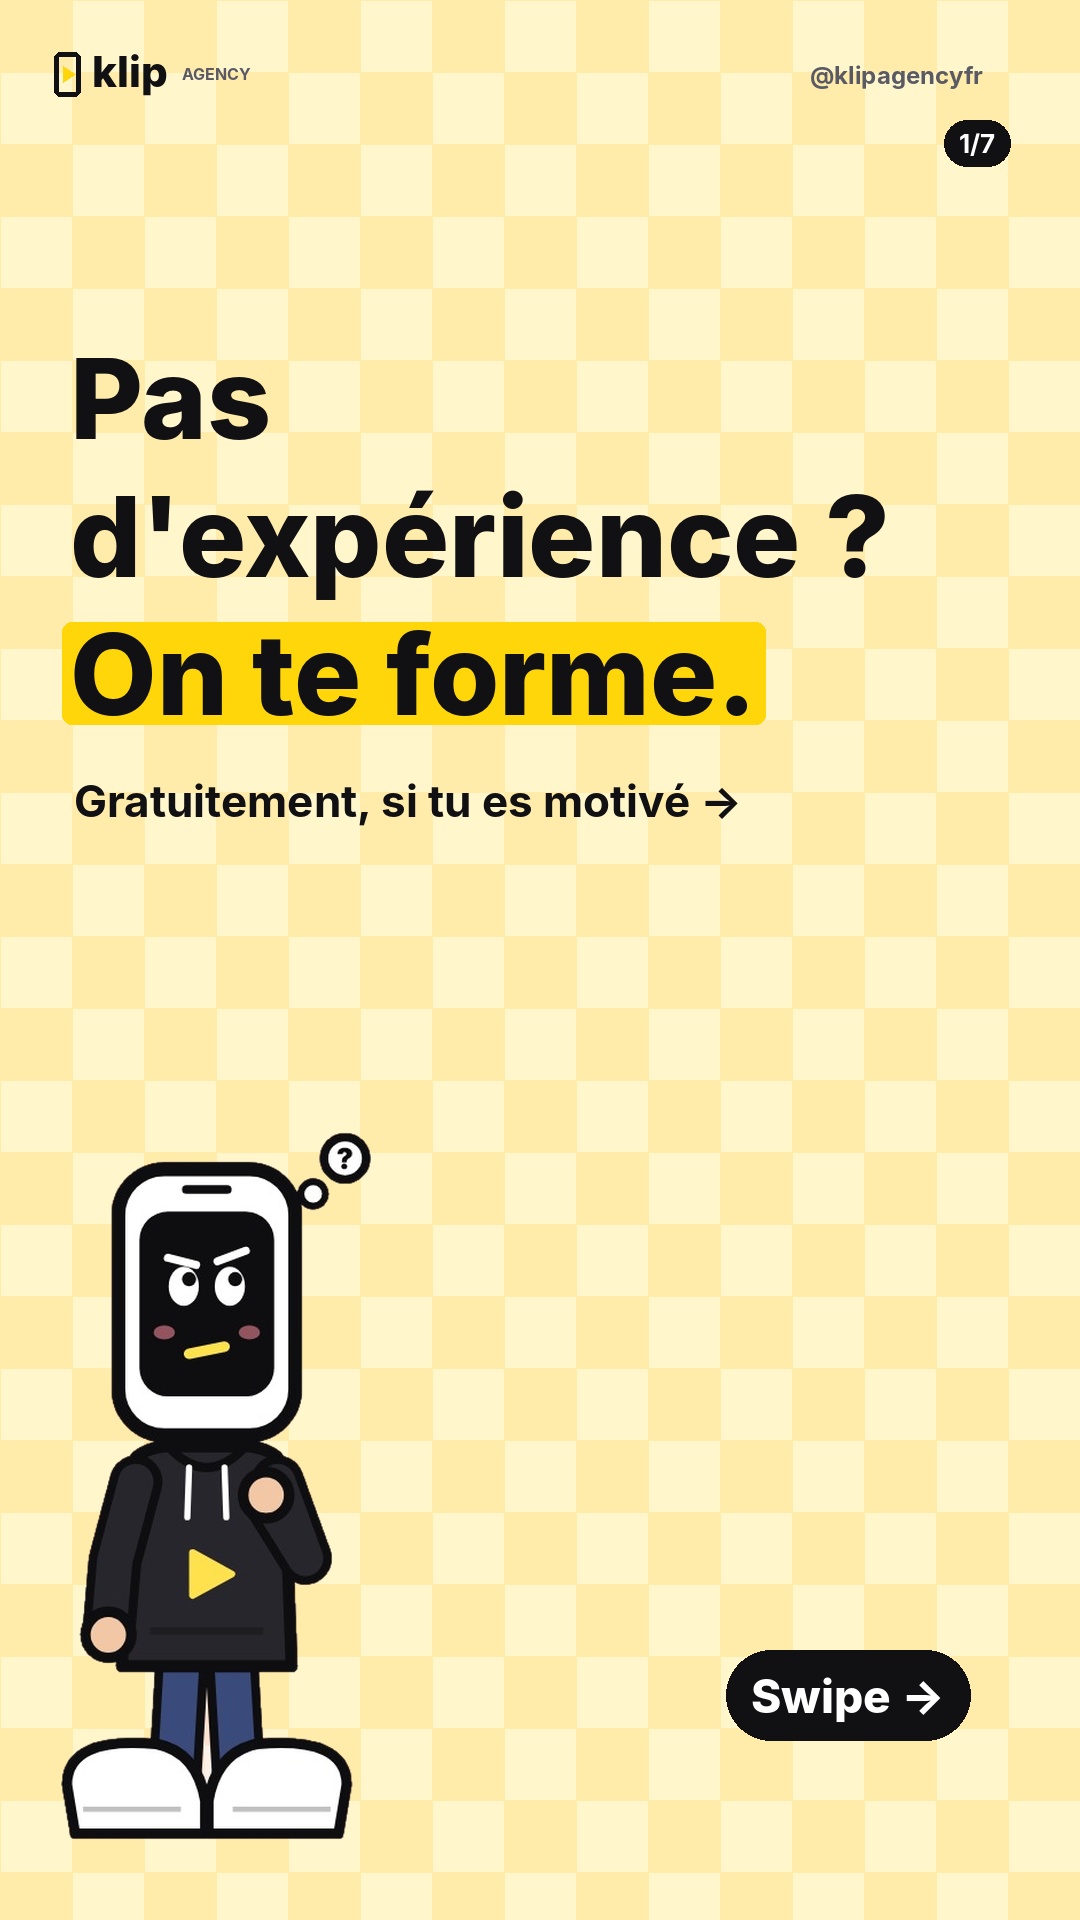 klip AGENCY
@klipagencyfr
1/7
Pas
d'expérience ?
On te forme.
Gratuitement, si tu es motivé →
?
Swipe →